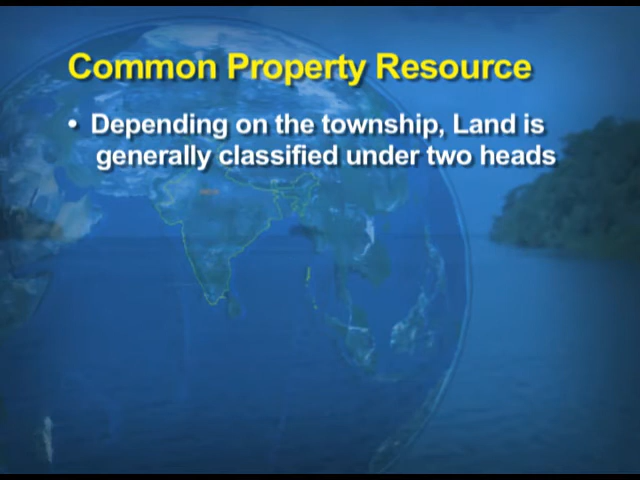 Common Property Resource
• Depending on the township, Land is
generally classified under two heads